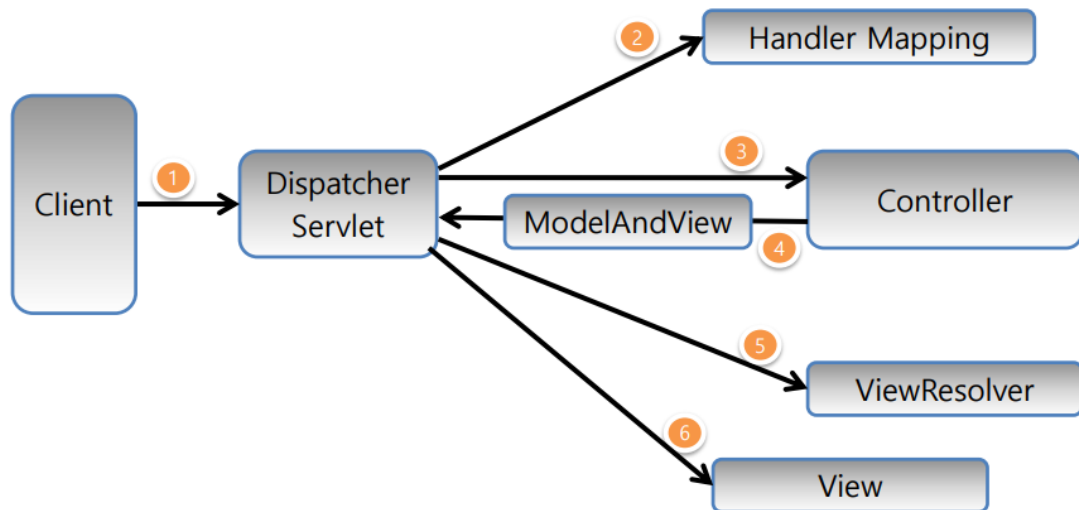 2
Handler Mapping
1
3
Client
Dispatcher
Servlet
ModelAndView
Controller
4
5
ViewResolver
6
View